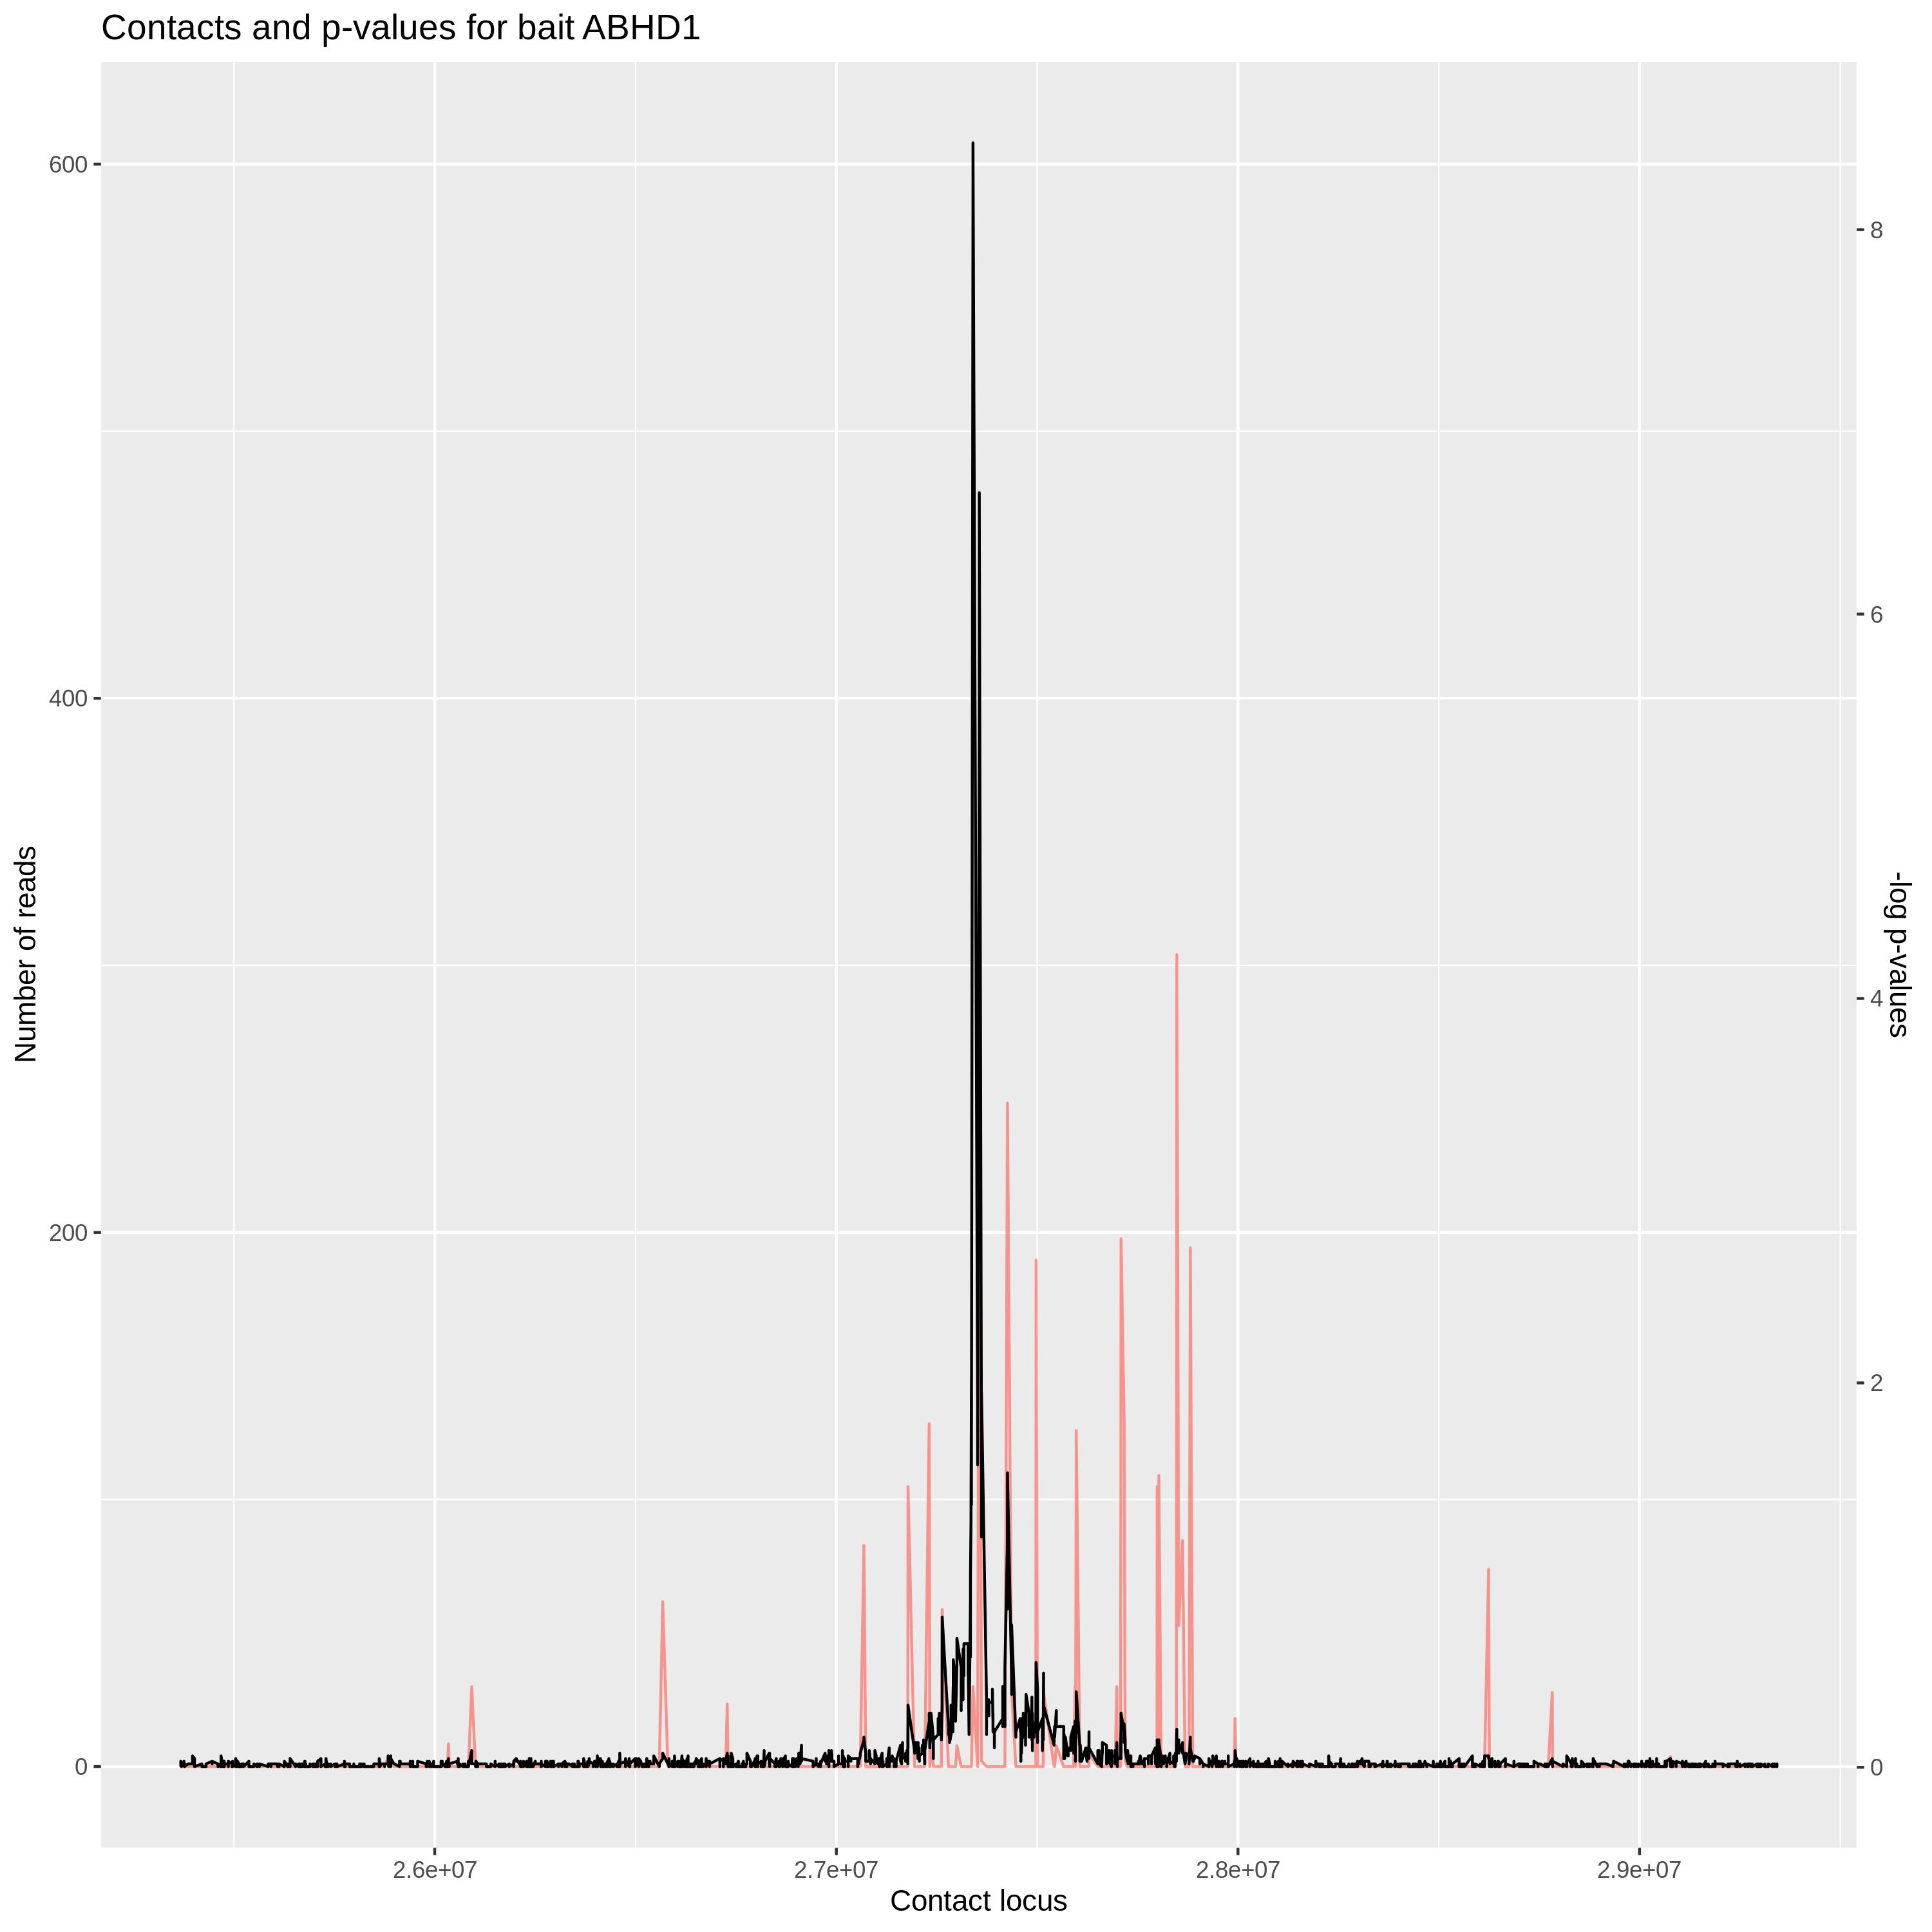 Contacts and p-values for bait ABHD1
600
400
200
0
8
6
4
2
0
Number of reads
-log p-values
2.6e+07
2.7e+07
2.8e+07
2.9e+07
Contact locus